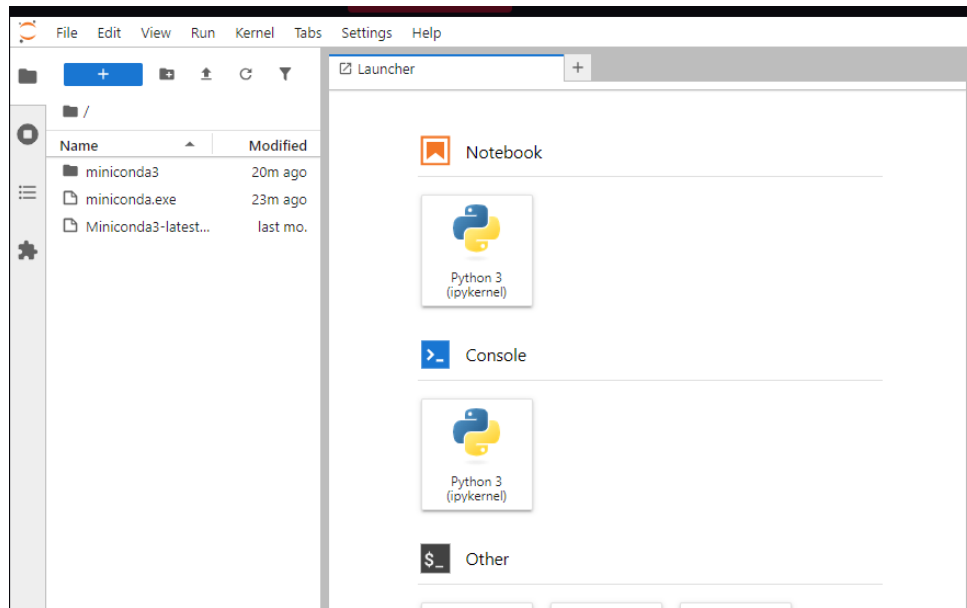 File Edit View Run Kernel Tabs Settings Help
+
Launcher
+
/
Name Modified
miniconda3 20m ago
miniconda.exe 23m ago
Miniconda3-latest... last mo.
Notebook
Python 3
(ipykernel)
>_ Console
Python 3
(ipykernel)
$_ Other